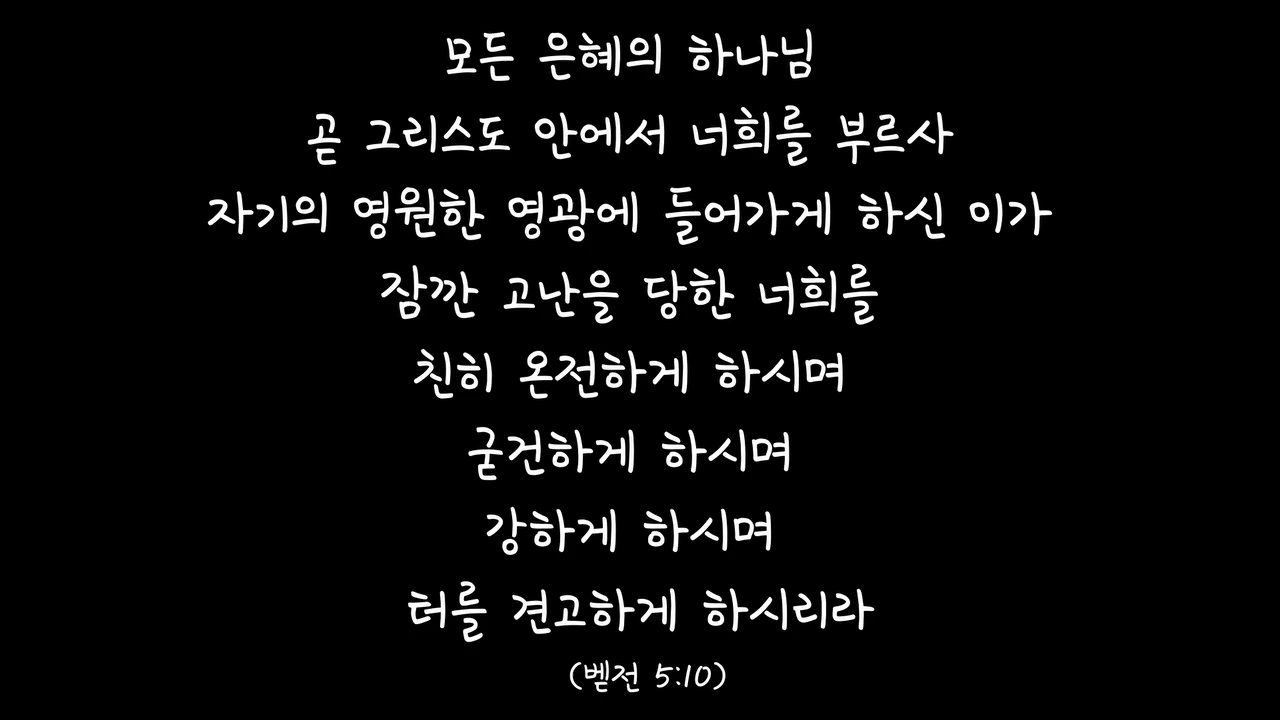 모든 은혜의 하나님
곧 그리스도 안에서 너희를 부르사
자기의 영원한 영광에 들어가게 하신 이가
잠깐 고난을 당한 너희를
친히 온전하게 하시며
굳건하게 하시며
강하게 하시며
터를 견고하게 하시리라
(벧전 5:10)